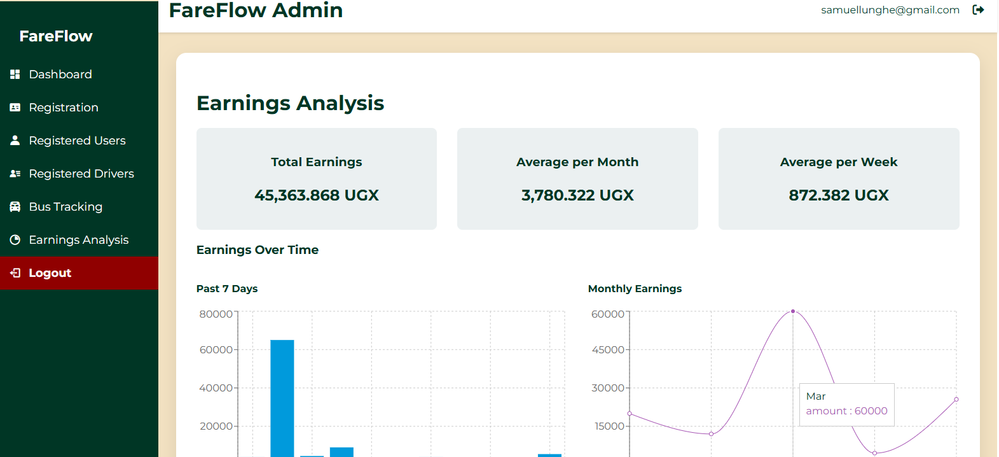 FareFlow Admin
samuellunghe@gmail.com
FareFlow
Dashboard
Registration
Registered Users
Registered Drivers
Bus Tracking
Earnings Analysis
Logout
Earnings Analysis
Total Earnings
45,363.868 UGX
Average per Month
3,780.322 UGX
Average per Week
872.382 UGX
Earnings Over Time
Past 7 Days
80000
60000
40000
20000
Monthly Earnings
60000
45000
30000
15000
Mar
amount : 60000